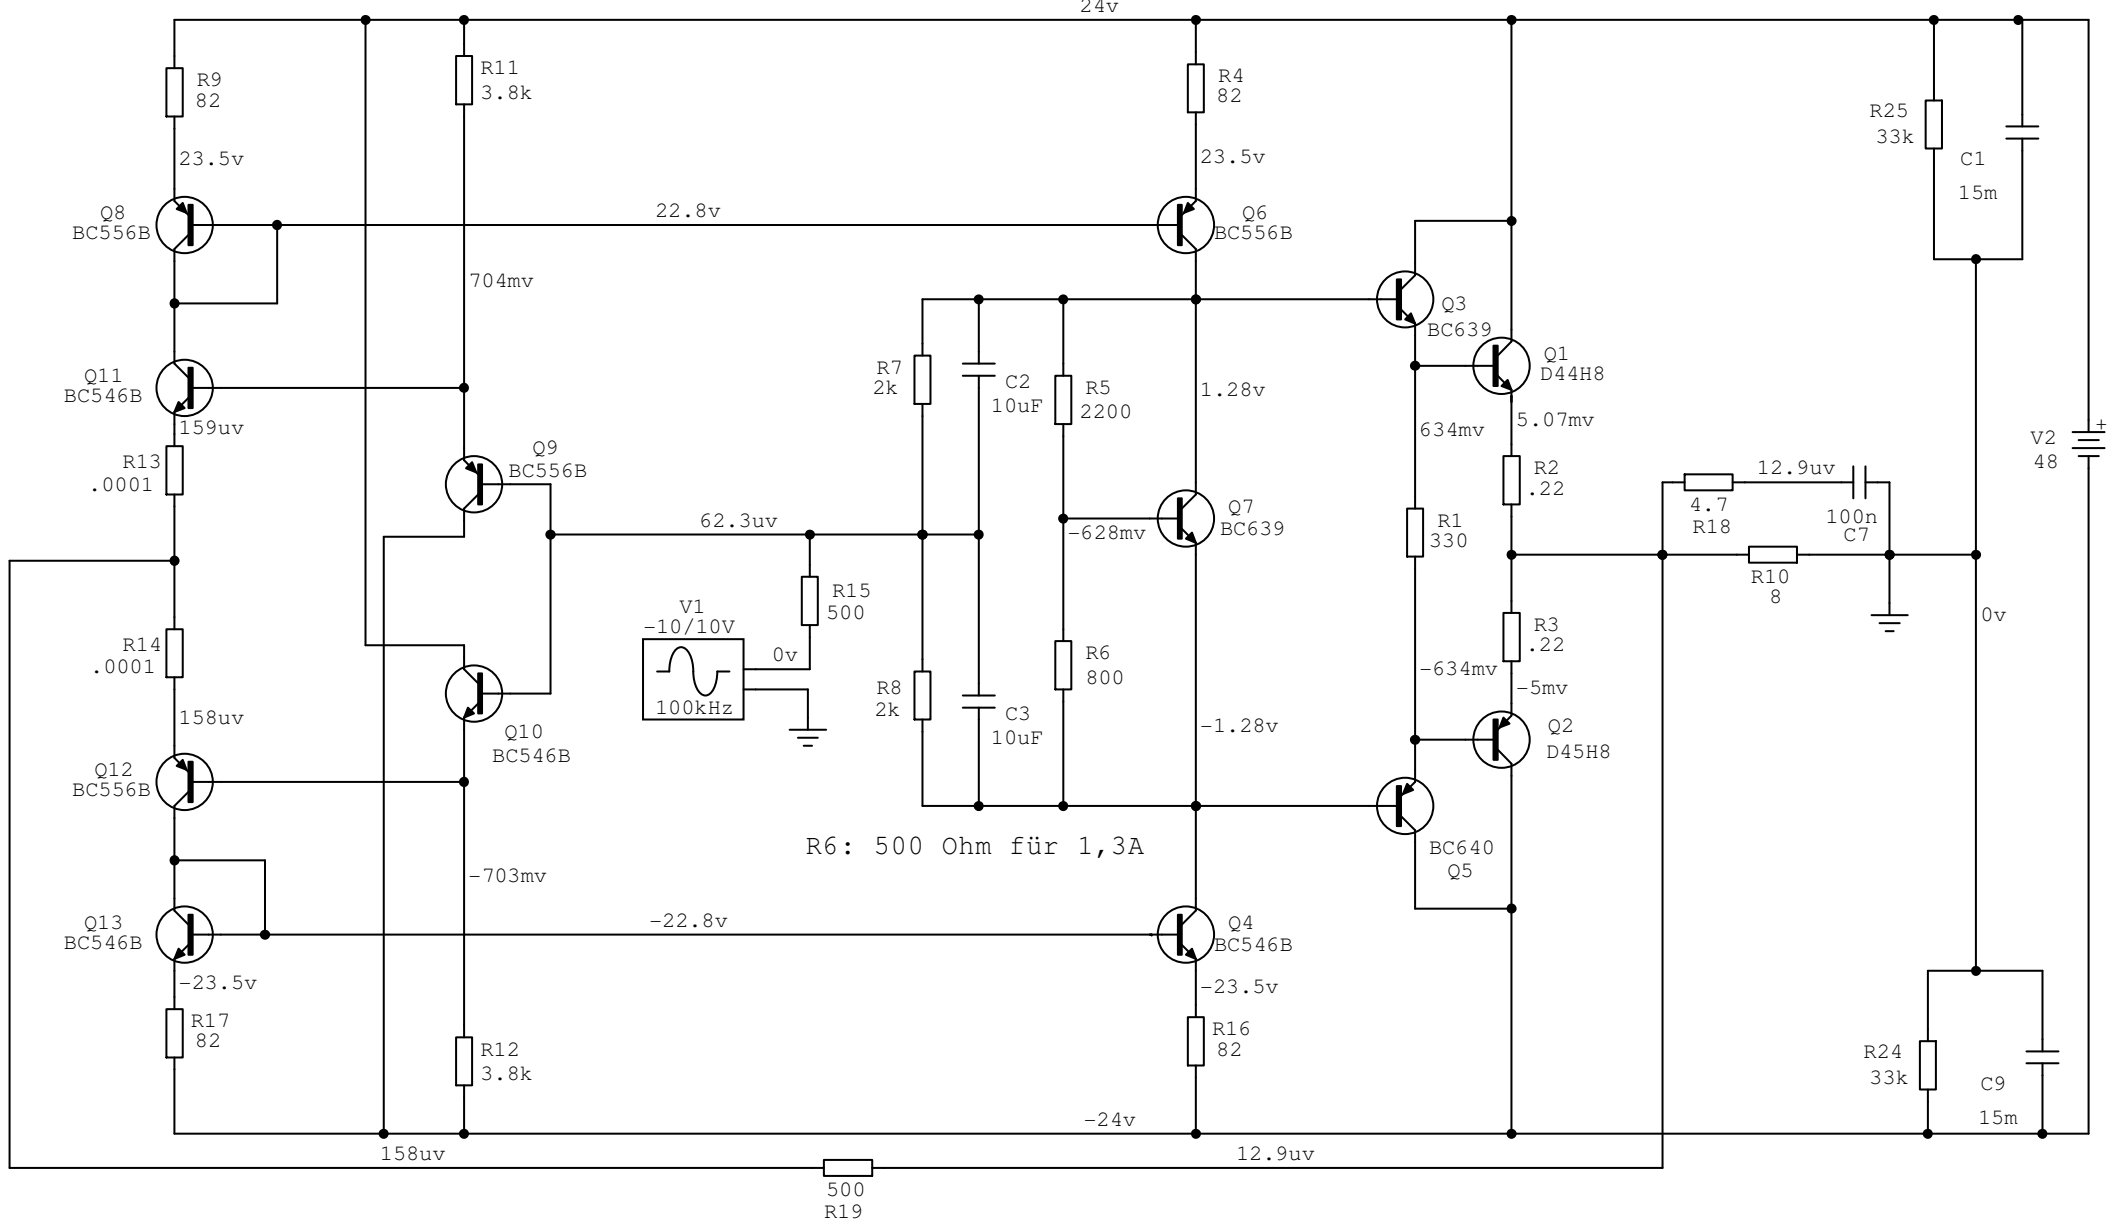 24v
R9
82
R11
3.8k
R4
82
R25
33k
C1
15m
23.5v
23.5v
Q8
BC556B
22.8v
Q6
BC556B
704mv
Q3
BC639
Q11
BC546B
159uv
R7
2k
C2
10uF
R5
2200
1.28v
Q1
D44H8
5.07mv
634mv
V2
48
+
R13
.0001
Q9
BC556B
R2
.22
12.9uv
4.7
R18
100n
C7
62.3uv
-628mv
Q7
BC639
R1
330
R10
8
R15
500
V1
-10/10V
0v
100kHz
R14
.0001
R3
.22
0v
R6
800
-634mv
-5mv
R8
2k
C3
10uF
-1.28v
158uv
Q10
BC546B
Q2
D45H8
Q12
BC556B
R6: 500 Ohm für 1,3A
BC640
Q5
-703mv
Q13
BC546B
-22.8v
Q4
BC546B
-23.5v
-23.5v
R17
82
R12
3.8k
R16
82
R24
33k
C9
15m
-24v
158uv
12.9uv
500
R19